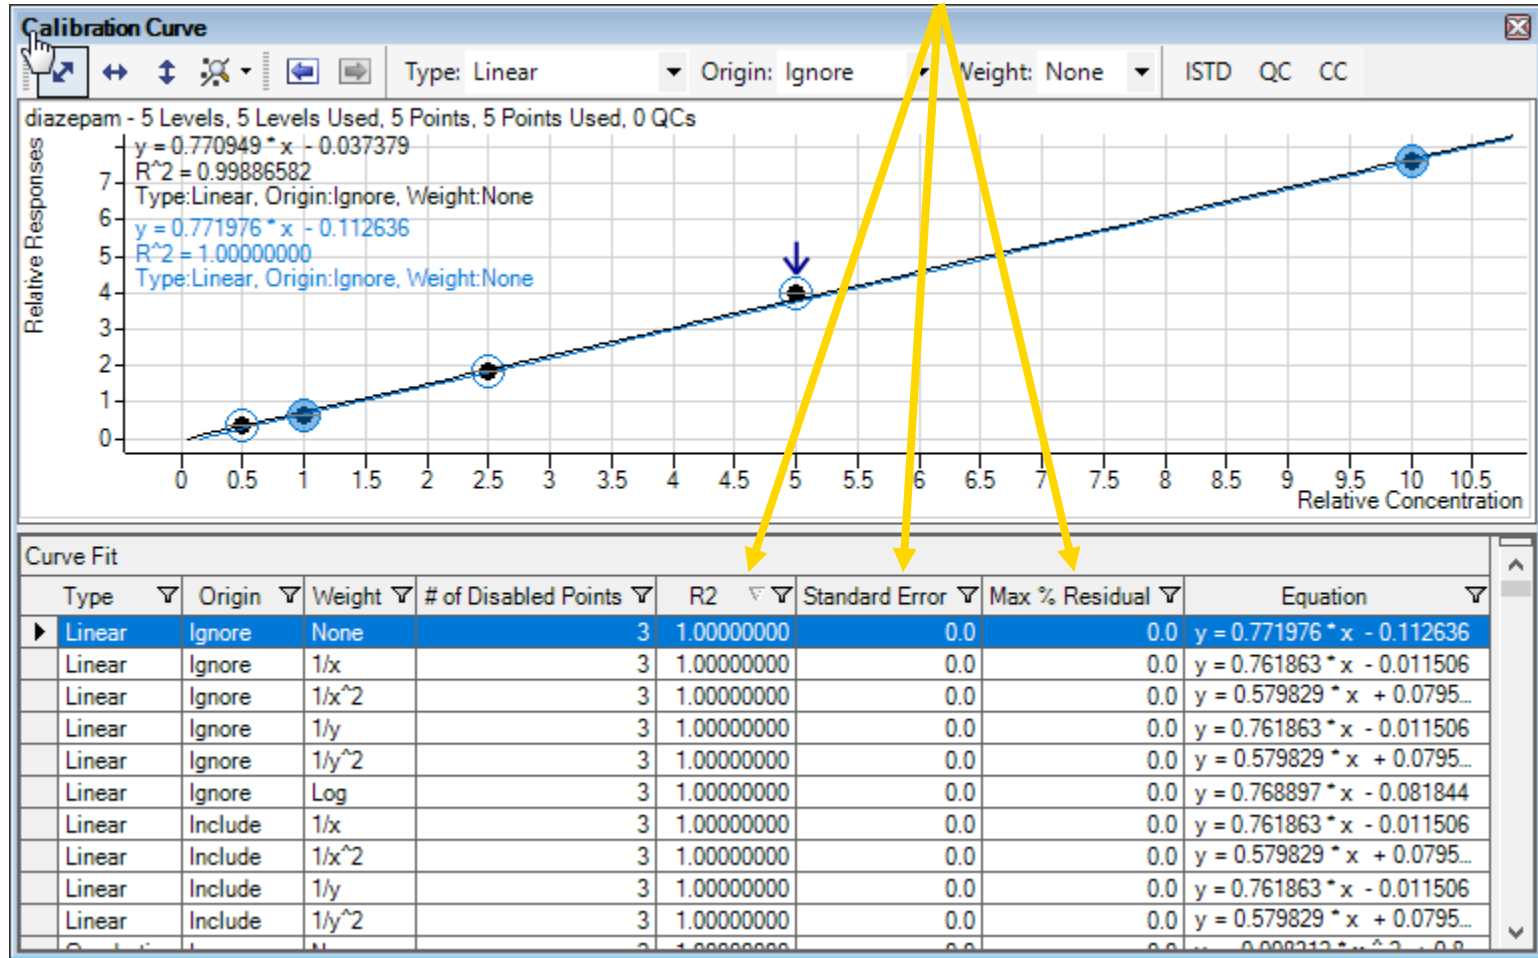 Calibration Curve
Type: Linear Origin: Ignore Weight: None ISTD QC CC
diazepam - 5 Levels, 5 Levels Used, 5 Points, 5 Points Used, 0 QCs
y = 0.770949 * x - 0.037379
R^2 = 0.99886582
Type:Linear, Origin:Ignore, Weight:None
y = 0.771976 * x - 0.112636
R^2 = 1.00000000
Type:Linear, Origin:Ignore, Weight:None
Relative Responses
7
6
5
4
3
2
1
0
0 0.5 1 1.5 2 2.5 3 3.5 4 4.5 5 5.5 6 6.5 7 7.5 8 8.5 9 9.5 10 10.5
Relative Concentration
Curve Fit
Type Origin Weight # of Disabled Points R2 Standard Error Max % Residual Equation
Linear Ignore None 3 1.00000000 0.0 0.0 y = 0.771976 * x - 0.112636
Linear Ignore 1/x 3 1.00000000 0.0 0.0 y = 0.761863 * x - 0.011506
Linear Ignore 1/x^2 3 1.00000000 0.0 0.0 y = 0.579829 * x + 0.0795...
Linear Ignore 1/y 3 1.00000000 0.0 0.0 y = 0.761863 * x - 0.011506
Linear Ignore 1/y^2 3 1.00000000 0.0 0.0 y = 0.579829 * x + 0.0795...
Linear Ignore Log 3 1.00000000 0.0 0.0 y = 0.768897 * x - 0.081844
Linear Include 1/x 3 1.00000000 0.0 0.0 y = 0.761863 * x - 0.011506
Linear Include 1/x^2 3 1.00000000 0.0 0.0 y = 0.579829 * x + 0.0795...
Linear Include 1/y 3 1.00000000 0.0 0.0 y = 0.761863 * x - 0.011506
Linear Include 1/y^2 3 1.00000000 0.0 0.0 y = 0.579829 * x + 0.0795...